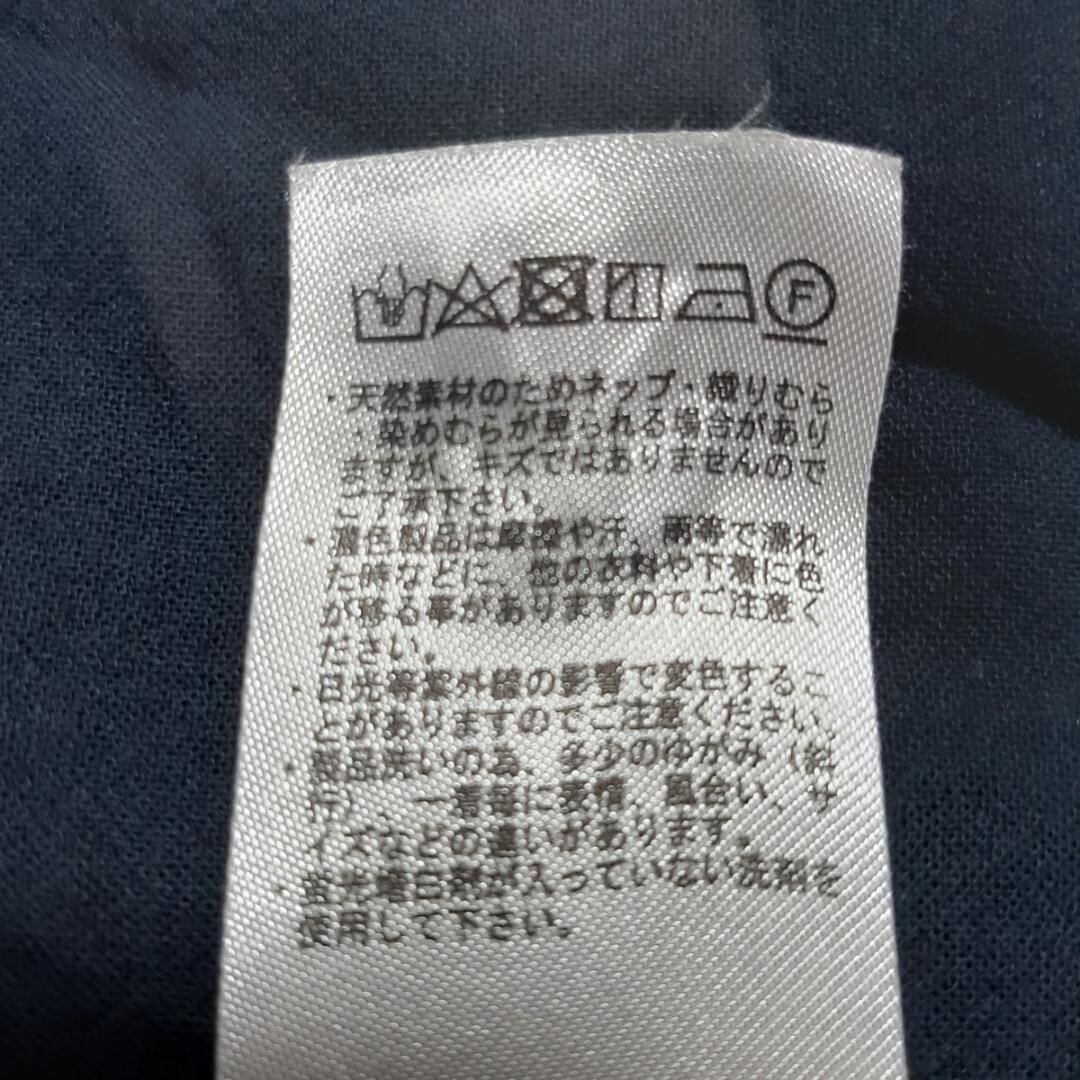 F
・天然素材のためネップ・織りむら
・染めむらが見られる場合があり
ますが、キズではありませんので
ご了承下さい。
・濃色製品は摩擦や汗、雨等で濡れ
た時などに、他の衣料や下着に色
が移る事がありますのでご注意く
ださい。
・日光等紫外線の影響で変色するこ
とがありますのでご注意ください。
・製品洗いの為、多少のゆがみ（斜
行）、一着毎に表情、風合い、サ
イズなどの違いがあります。
・蛍光増白剤が入っていない洗剤を
使用して下さい。